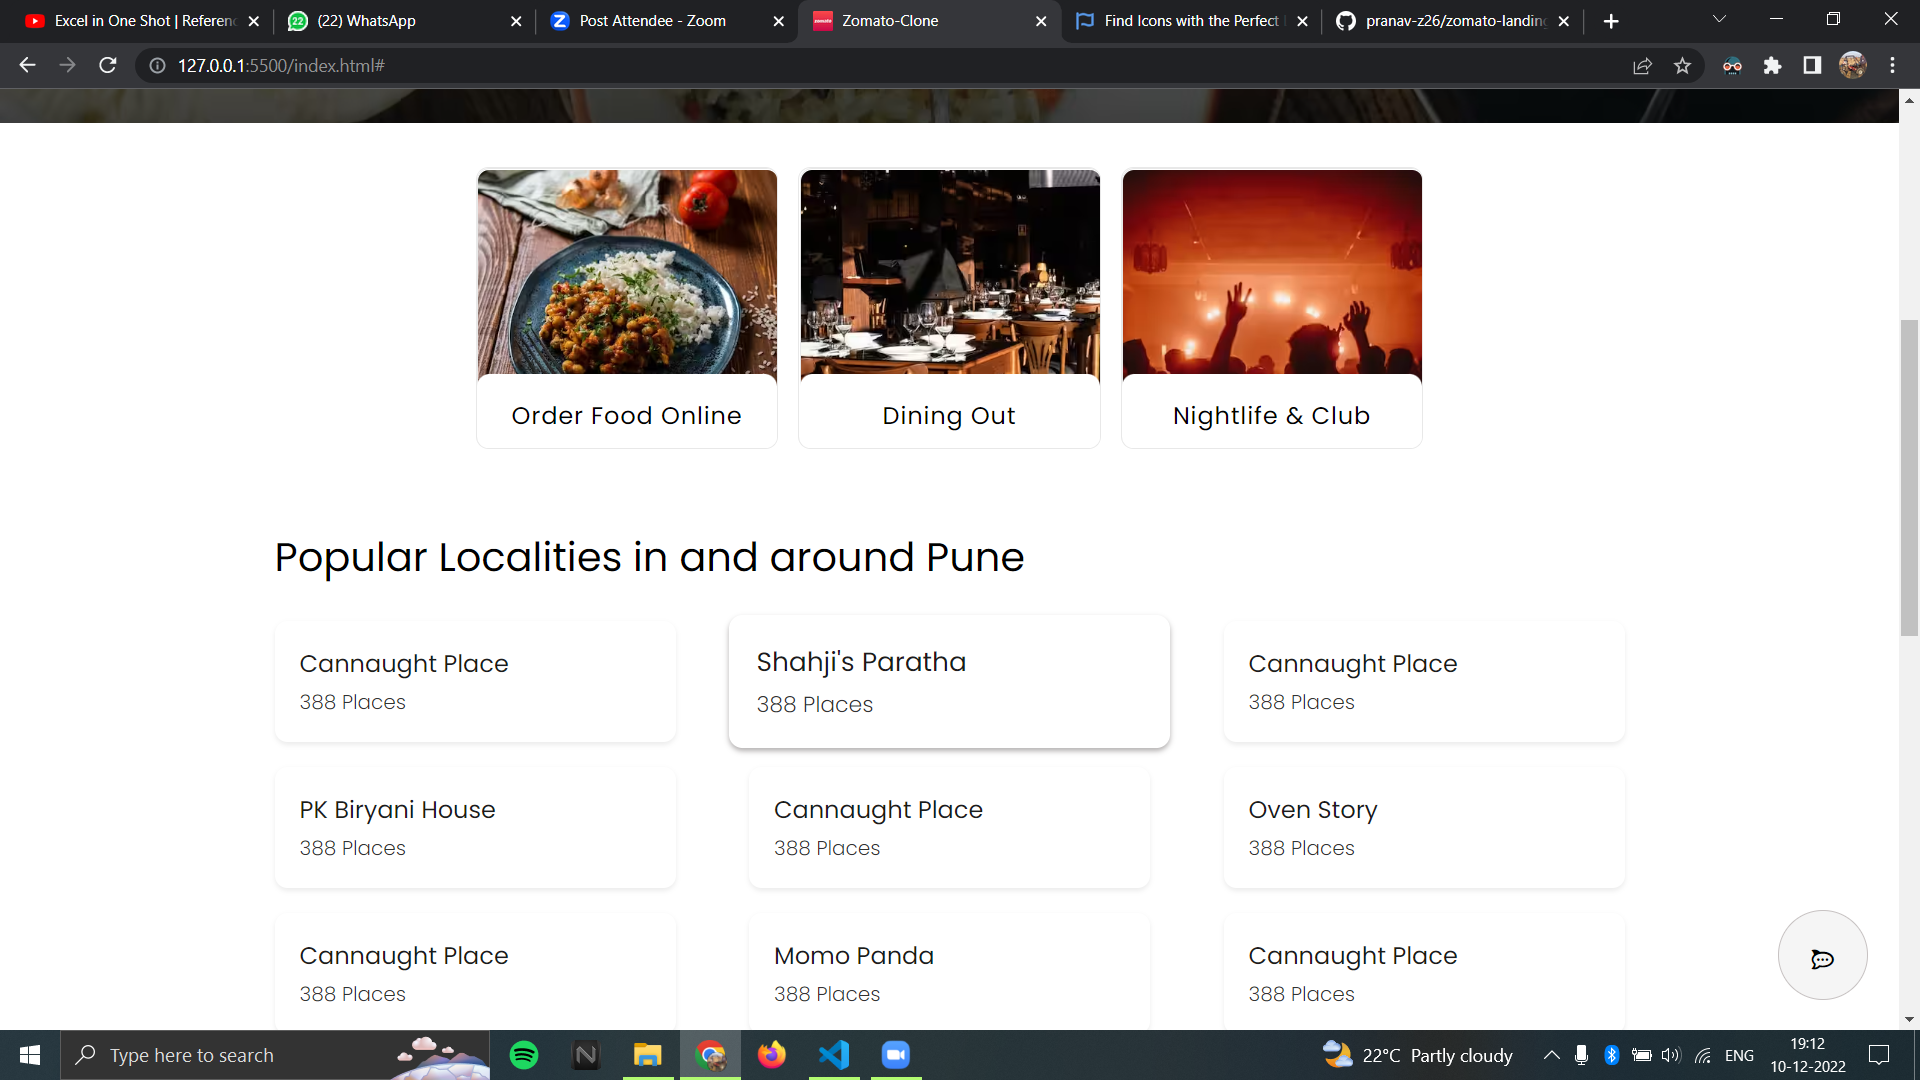 Excel in One Shot | Referenc
(22) WhatsApp
Post Attendee - Zoom
Zomato-Clone
Find Icons with the Perfect
pranav-z26/zomato-landing
127.0.0.1:5500/index.html#
Order Food Online
Dining Out
Nightlife & Club
Popular Localities in and around Pune
Cannaught Place
388 Places
Shahji's Paratha
388 Places
Cannaught Place
388 Places
PK Biryani House
388 Places
Cannaught Place
388 Places
Oven Story
388 Places
Cannaught Place
388 Places
Momo Panda
388 Places
Cannaught Place
388 Places
Type here to search
22°C Partly cloudy
ENG
19:12
10-12-2022